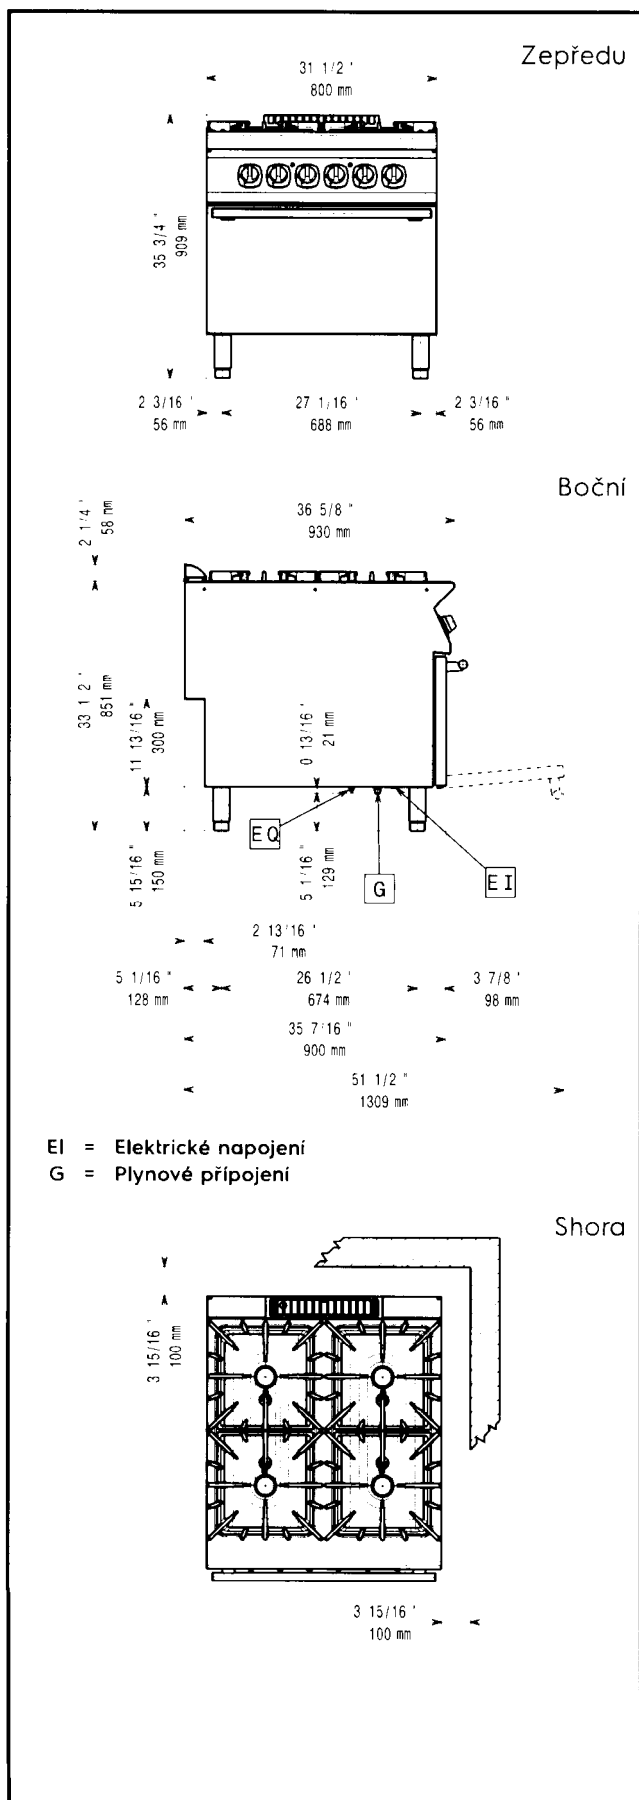 Zepředu
31 1/2 "
800 mm
35 3/4 "
909 mm
2 3/16 "
56 mm
27 1/16 "
688 mm
2 3/16 "
56 mm
Boční
2 1/4 "
58 mm
36 5/8 "
930 mm
33 1 2 "
851 mm
11 13/16 "
300 mm
0 13/16 "
21 mm
5 15/16 "
150 mm
EQ
5 1/16 "
129 mm
G
EI
2 13/16 "
71 mm
5 1/16 "
128 mm
26 1/2 "
674 mm
3 7/8 "
98 mm
35 7/16 "
900 mm
51 1/2 "
1309 mm
EI = Elektrické napojení
G = Plynové přípojení
Shora
3 15/16 "
100 mm
3 15/16 "
100 mm